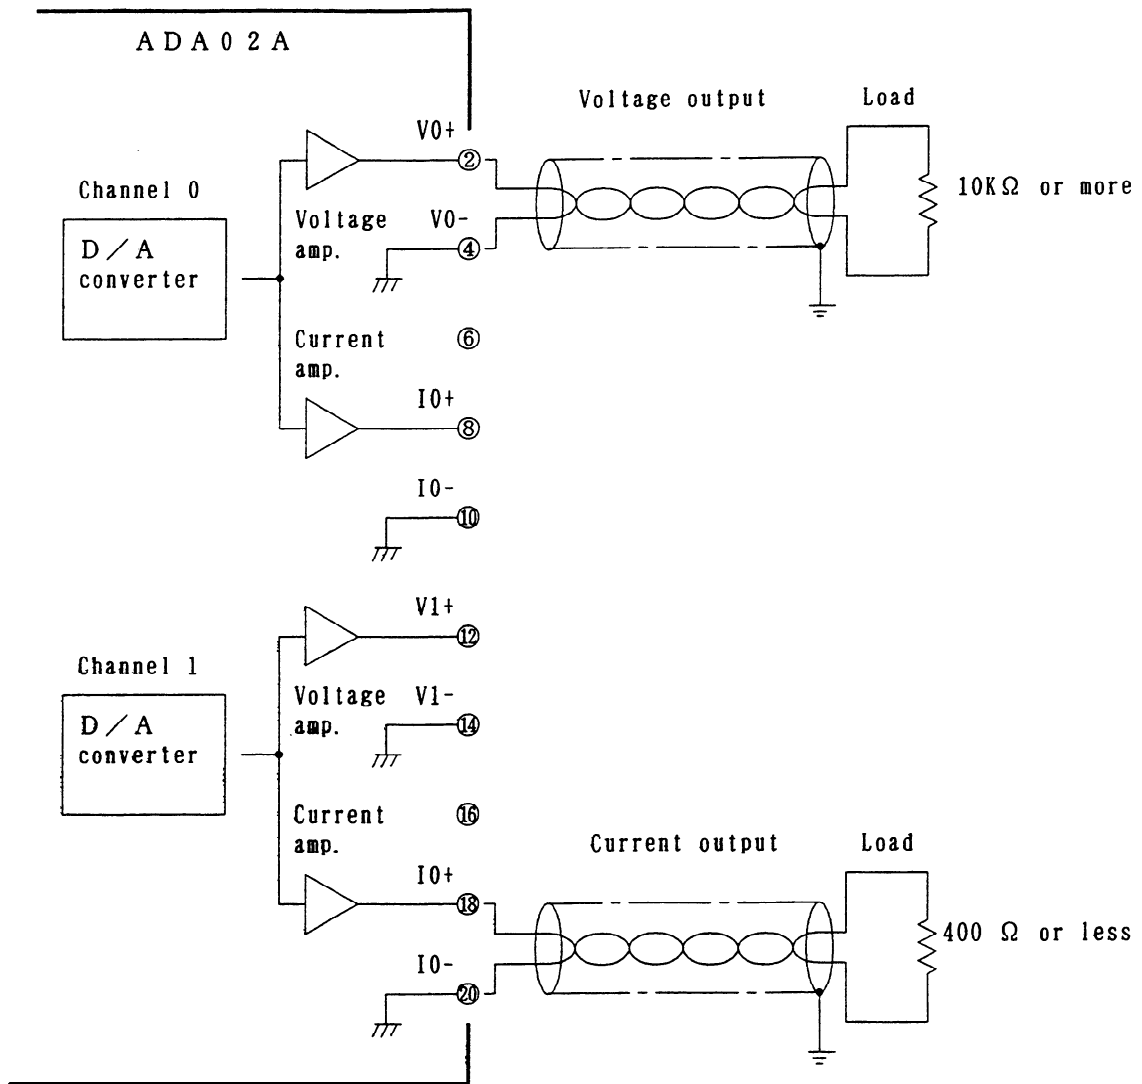 ADA02A
Voltage output
Load
V0+
②
10KΩ or more
Channel 0
D／A
converter
Voltage
amp.
V0-
④
Current
amp.
⑥
I0+
⑧
I0-
⑩
V1+
⑫
Channel 1
D／A
converter
Voltage
amp.
V1-
⑭
Current
amp.
⑯
Current output
Load
I0+
⑱
400 Ω or less
I0-
⑳